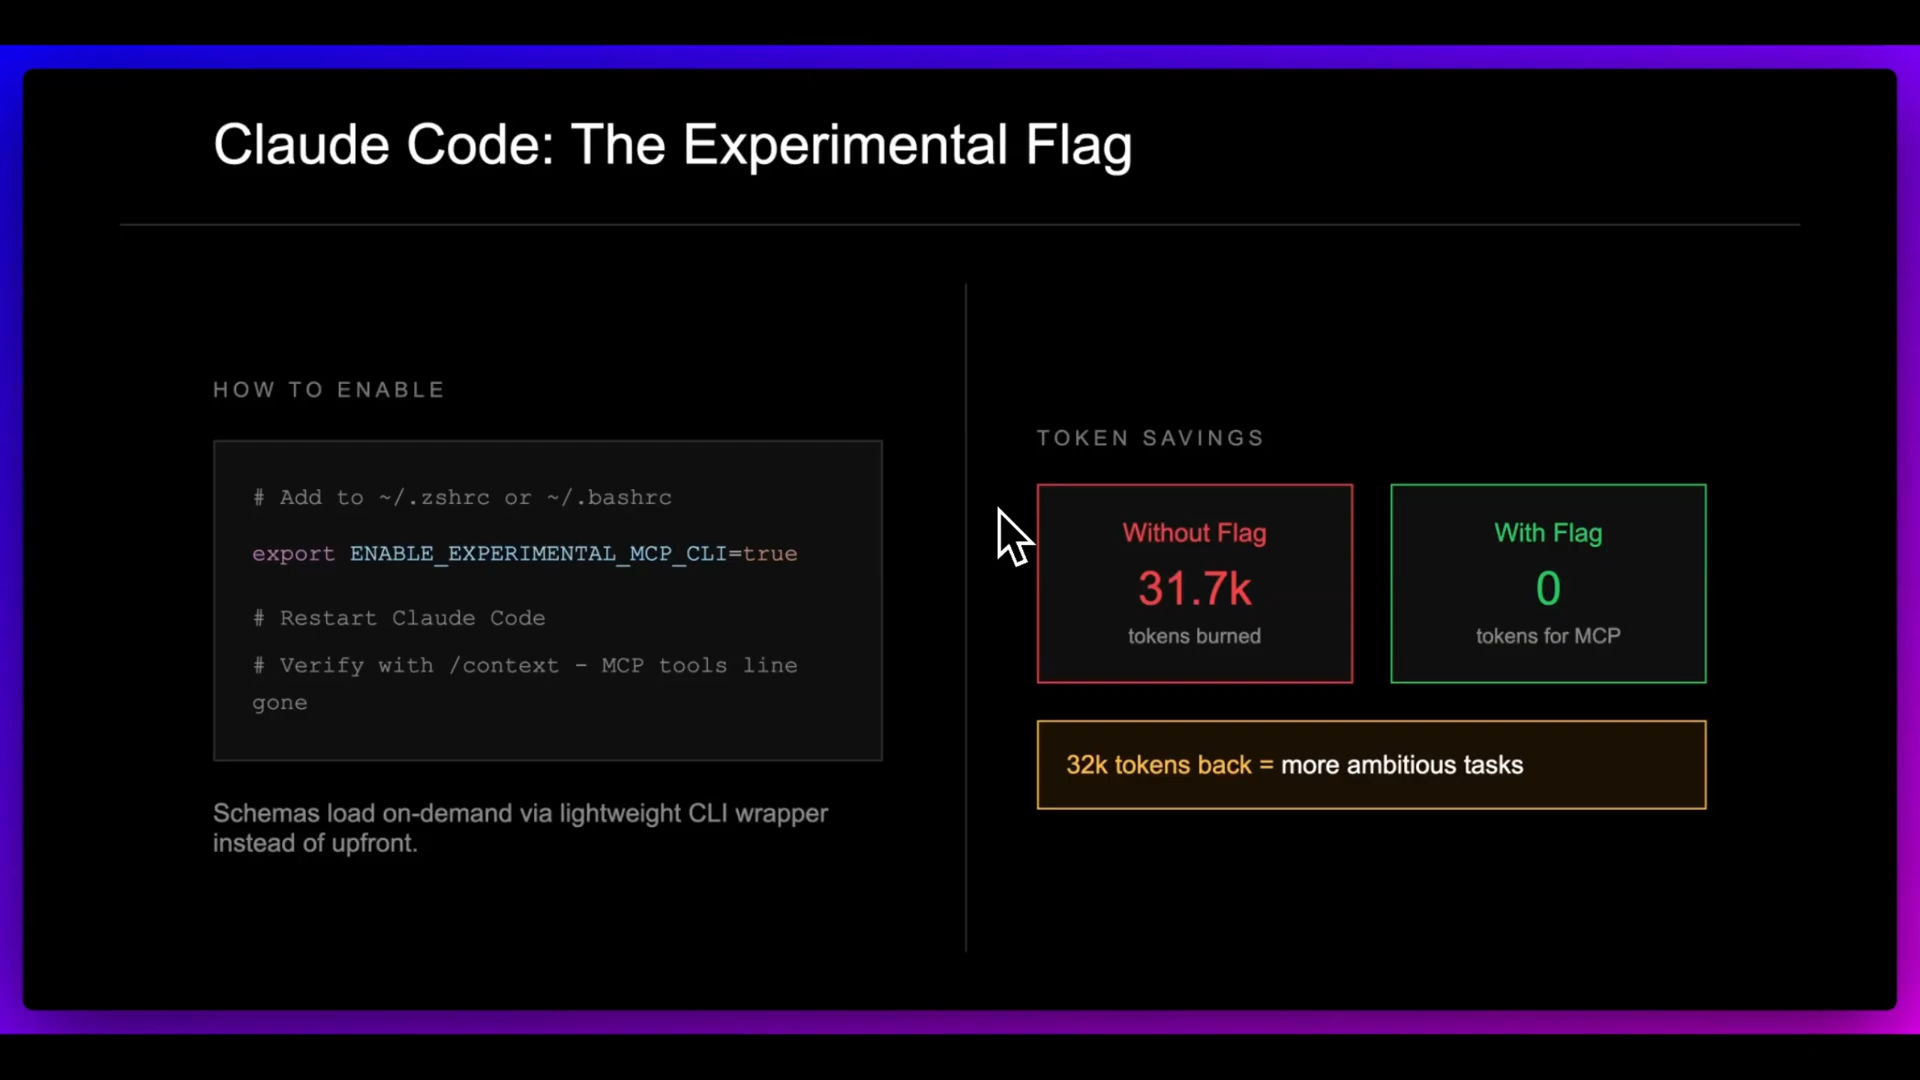 Claude Code: The Experimental Flag
HOW TO ENABLE
# Add to ~/.zshrc or ~/.bashrc
export ENABLE_EXPERIMENTAL_MCP_CLI=true
# Restart Claude Code
# Verify with /context - MCP tools line
gone
Schemas load on-demand via lightweight CLI wrapper
instead of upfront.
TOKEN SAVINGS
Without Flag
31.7k
tokens burned
With Flag
0
tokens for MCP
32k tokens back = more ambitious tasks